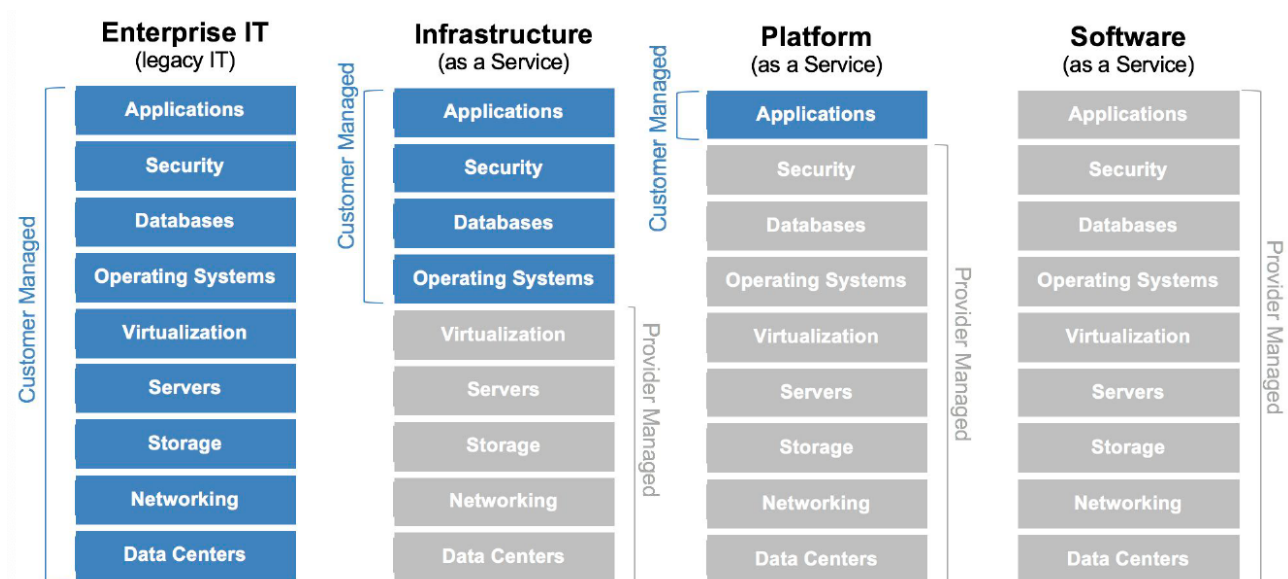 Enterprise IT
(legacy IT)
Customer Managed
Applications
Security
Databases
Operating Systems
Virtualization
Servers
Storage
Networking
Data Centers
Infrastructure
(as a Service)
Customer Managed
Applications
Security
Databases
Operating Systems
Virtualization
Servers
Storage
Networking
Data Centers
Provider Managed
Platform
(as a Service)
Customer Managed
Applications
Security
Databases
Operating Systems
Virtualization
Servers
Storage
Networking
Data Centers
Provider Managed
Software
(as a Service)
Applications
Security
Databases
Operating Systems
Virtualization
Servers
Storage
Networking
Data Centers
Provider Managed